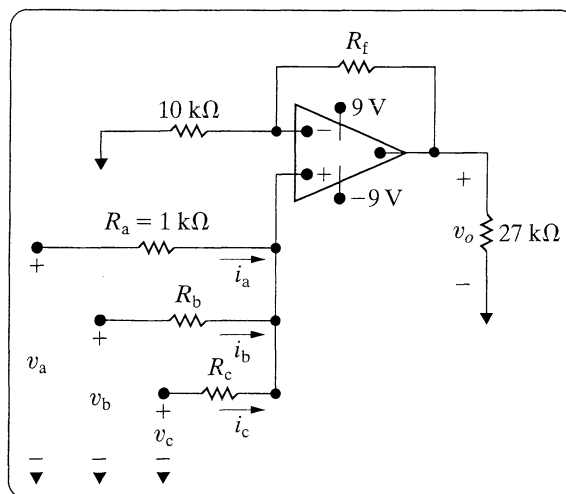 R_f
10 kΩ
9 V
−
+
−9 V
+
v_o
27 kΩ
−
R_a = 1 kΩ
+
i_a
R_b
+
i_b
v_a
R_c
v_b
+
i_c
v_c
− − −